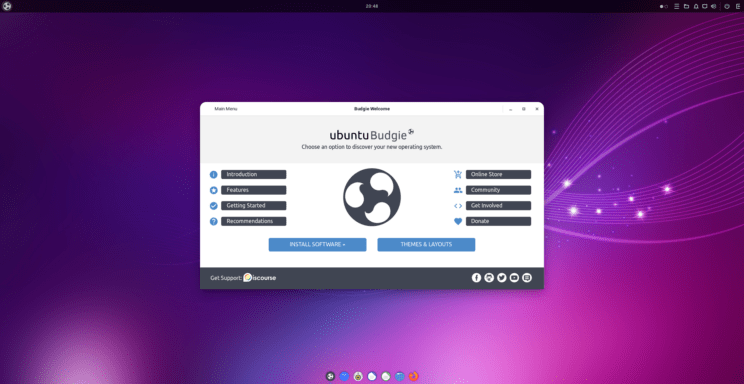 20:48
Main Menu
Budgie Welcome
ubuntu Budgie
Choose an option to discover your new operating system.
Introduction
Features
Getting Started
Recommendations
Online Store
Community
Get Involved
Donate
INSTALL SOFTWARE
THEMES & LAYOUTS
Get Support: Discourse